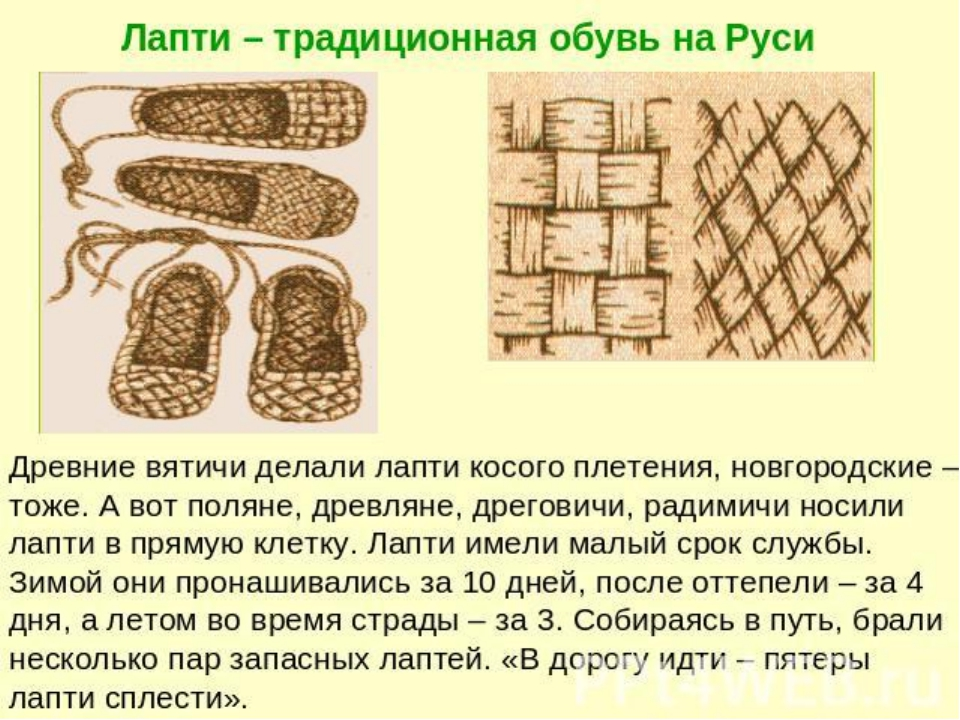 Лапти – традиционная обувь на Руси
Древние вятичи делали лапти косого плетения, новгородские –
тоже. А вот поляне, древляне, дреговичи, радимичи носили
лапти в прямую клетку. Лапти имели малый срок службы.
Зимой они пронашивались за 10 дней, после оттепели – за 4
дня, а летом во время страды – за 3. Собираясь в путь, брали
несколько пар запасных лаптей. «В дорогу идти – пятеры
лапти сплести».
PPt4WEB.ru